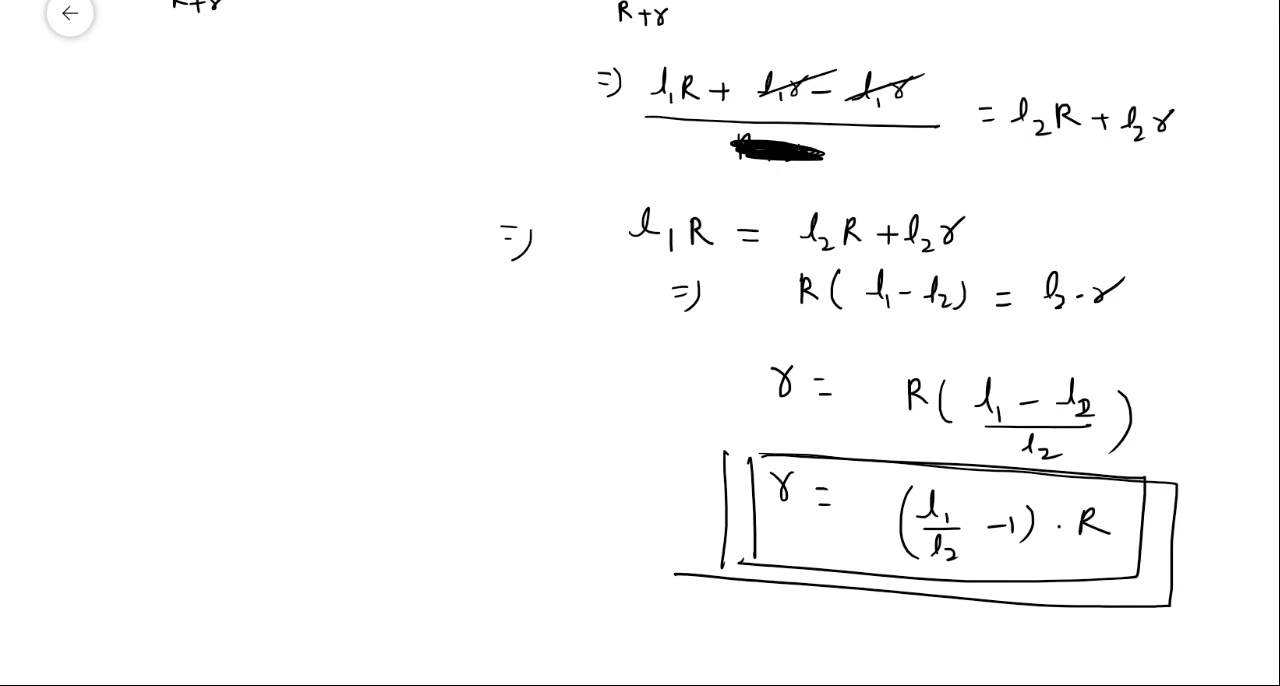 R+r R+r
=) l₁R + l₁r - l₁r = l₂R + l₂r
=) l₁R = l₂R + l₂r
=) R( l₁ - l₂) = l₂.r
r = R( l₁ - l₂ / l₂ )
r = (l₁/l₂ -1) . R